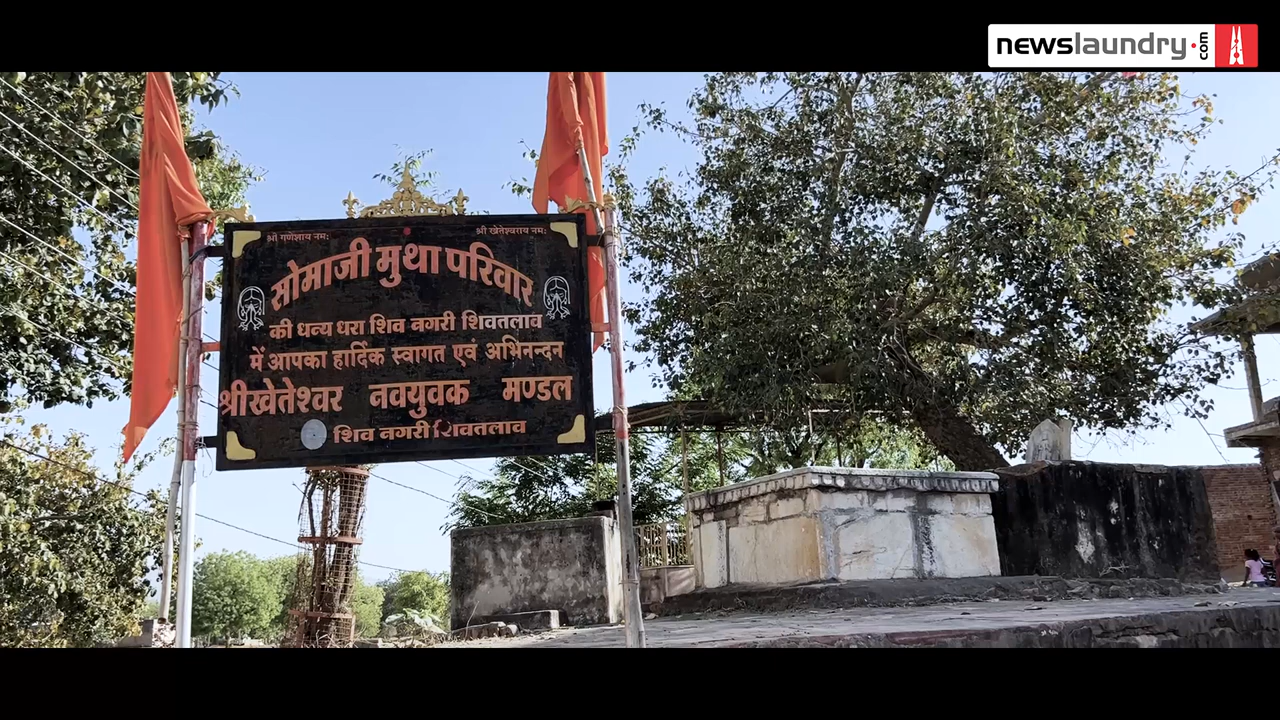 newslaundry.com
श्री गणेशाय नमः
श्री खेतेश्वराय नमः
सोमाजी मुथा परिवार
की धन्य धरा शिव नगरी शिवतलाव
में आपका हार्दिक स्वागत एवं अभिनन्दन
श्रीखेतेश्वर नवयुवक मण्डल
शिव नगरी शिवतलाव